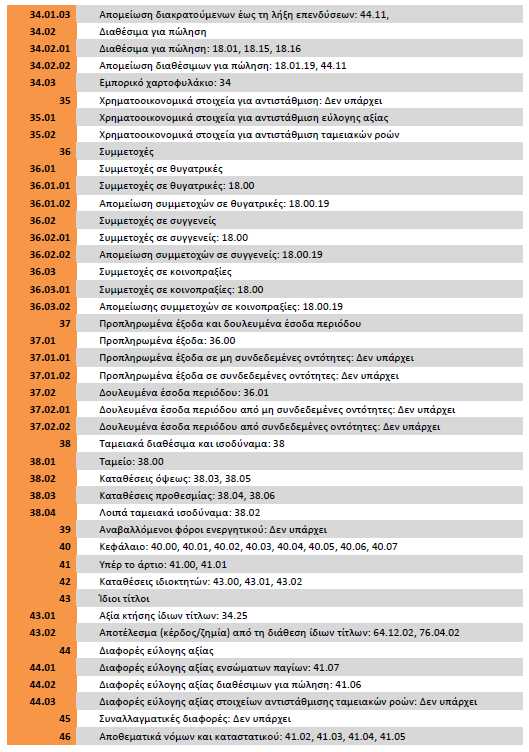 34.01.03 Απομείωση διακρατούμενων έως τη λήξη επενδύσεων: 44.11,
34.02 Διαθέσιμα για πώληση
34.02.01 Διαθέσιμα για πώληση: 18.01, 18.15, 18.16
34.02.02 Απομείωση διαθέσιμων για πώληση: 18.01.19, 44.11
34.03 Εμπορικό χαρτοφυλάκιο: 34
35 Χρηματοοικονομικά στοιχεία για αντιστάθμιση: Δεν υπάρχει
35.01 Χρηματοοικονομικά στοιχεία για αντιστάθμιση εύλογης αξίας
35.02 Χρηματοοικονομικά στοιχεία για αντιστάθμιση ταμειακών ροών
36 Συμμετοχές
36.01 Συμμετοχές σε θυγατρικές
36.01.01 Συμμετοχές σε θυγατρικές: 18.00
36.01.02 Απομείωση συμμετοχών σε θυγατρικές: 18.00.19
36.02 Συμμετοχές σε συγγενείς
36.02.01 Συμμετοχές σε συγγενείς: 18.00
36.02.02 Απομείωση συμμετοχών σε συγγενείς: 18.00.19
36.03 Συμμετοχές σε κοινοπραξίες
36.03.01 Συμμετοχές σε κοινοπραξίες: 18.00
36.03.02 Απομείωσης συμμετοχών σε κοινοπραξίες: 18.00.19
37 Προπληρωμένα έξοδα και δουλευμένα έσοδα περιόδου
37.01 Προπληρωμένα έξοδα: 36.00
37.01.01 Προπληρωμένα έξοδα σε μη συνδεδεμένες οντότητες: Δεν υπάρχει
37.01.02 Προπληρωμένα έξοδα σε συνδεδεμένες οντότητες: Δεν υπάρχει
37.02 Δουλευμένα έσοδα περιόδου: 36.01
37.02.01 Δουλευμένα έσοδα περιόδου από μη συνδεδεμένες οντότητες: Δεν υπάρχει
37.02.02 Δουλευμένα έσοδα περιόδου από συνδεδεμένες οντότητες: Δεν υπάρχει
38 Ταμειακά διαθέσιμα και ισοδύναμα: 38
38.01 Ταμείο: 38.00
38.02 Καταθέσεις όψεως: 38.03, 38.05
38.03 Καταθέσεις προθεσμίας: 38.04, 38.06
38.04 Λοιπά ταμειακά ισοδύναμα: 38.02
39 Αναβαλλόμενοι φόροι ενεργητικού: Δεν υπάρχει
40 Κεφάλαιο: 40.00, 40.01, 40.02, 40.03, 40.04, 40.05, 40.06, 40.07
41 Υπέρ το άρτιο: 41.00, 41.01
42 Καταθέσεις ιδιοκτητών: 43.00, 43.01, 43.02
43 Ίδιοι τίτλοι
43.01 Αξία κτήσης ίδιων τίτλων: 34.25
43.02 Αποτέλεσμα (κέρδος/ζημία) από τη διάθεση ίδιων τίτλων: 64.12.02, 76.04.02
44 Διαφορές εύλογης αξίας
44.01 Διαφορές εύλογης αξίας ενσώματων παγίων: 41.07
44.02 Διαφορές εύλογης αξίας διαθέσιμων για πώληση: 41.06
44.03 Διαφορές εύλογης αξίας στοιχείων αντιστάθμισης ταμειακών ροών: Δεν υπάρχει
45 Συναλλαγματικές διαφορές: Δεν υπάρχει
46 Αποθεματικά νόμων και καταστατικού: 41.02, 41.03, 41.04, 41.05